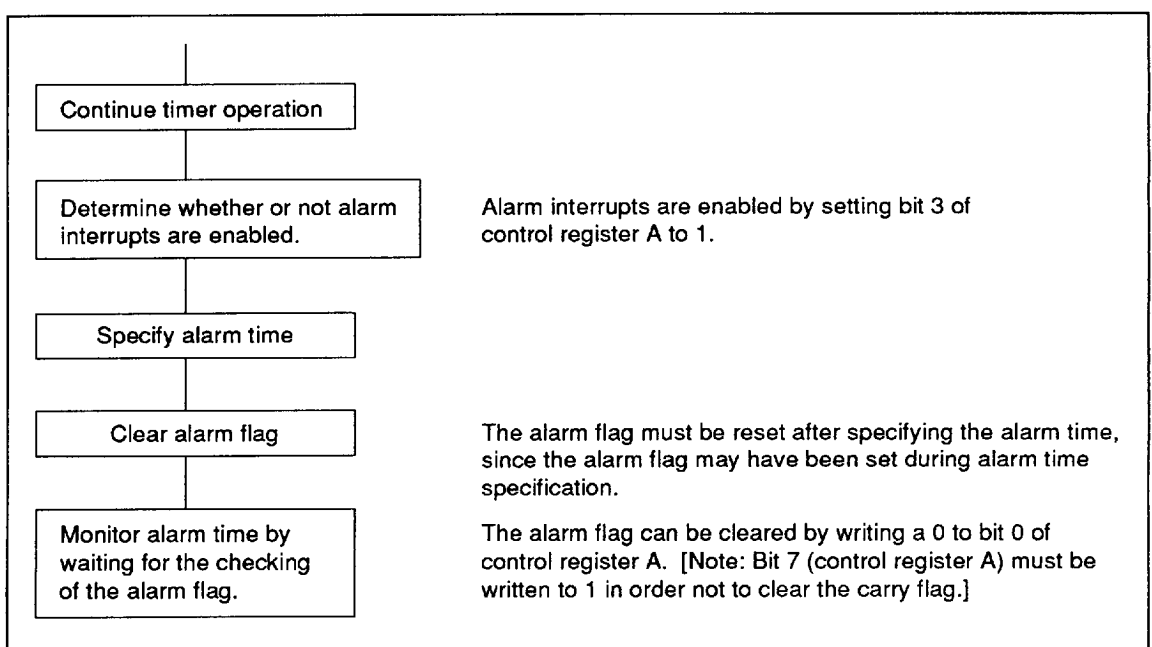 Continue timer operation
Determine whether or not alarm
interrupts are enabled.
Alarm interrupts are enabled by setting bit 3 of
control register A to 1.
Specify alarm time
Clear alarm flag
The alarm flag must be reset after specifying the alarm time,
since the alarm flag may have been set during alarm time
specification.
Monitor alarm time by
waiting for the checking
of the alarm flag.
The alarm flag can be cleared by writing a 0 to bit 0 of
control register A. [Note: Bit 7 (control register A) must be
written to 1 in order not to clear the carry flag.]